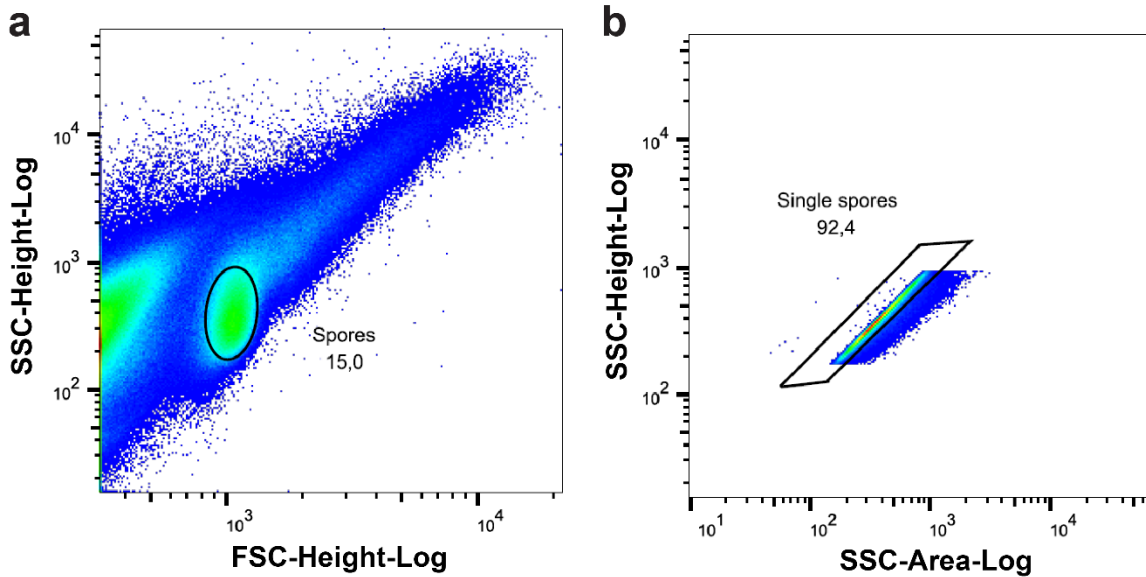 a
SSC-Height-Log
10⁴
10³
10²
Spores
15,0
10³
10⁴
FSC-Height-Log
b
SSC-Height-Log
10⁴
10³
10²
Single spores
92,4
10¹
10²
10³
10⁴
SSC-Area-Log